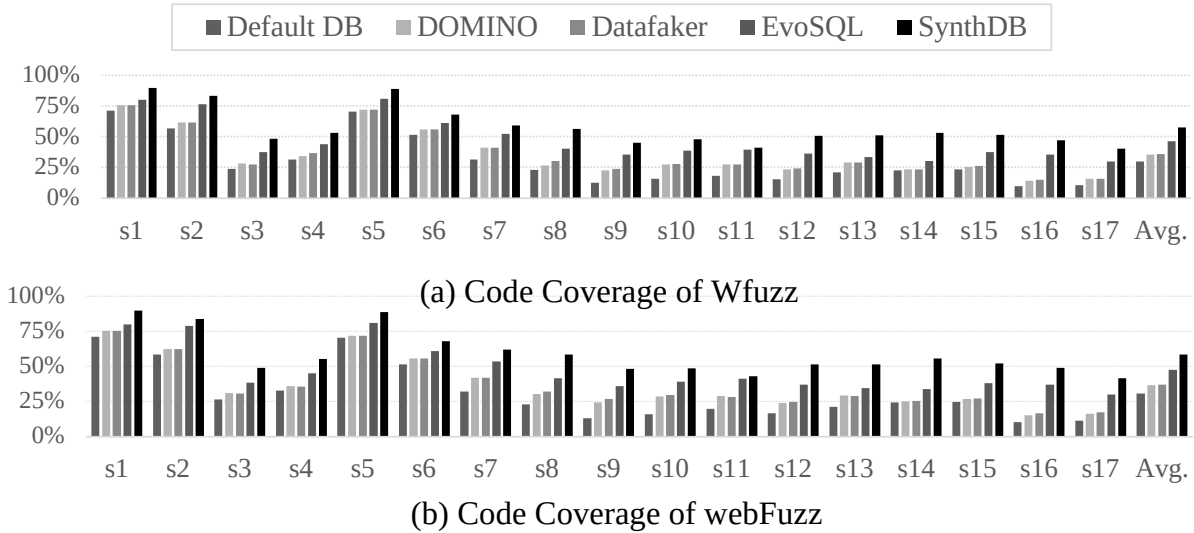 Default DB DOMINO Datafaker EvoSQL SynthDB
100%
75%
50%
25%
0%
s1 s2 s3 s4 s5 s6 s7 s8 s9 s10 s11 s12 s13 s14 s15 s16 s17 Avg.
(a) Code Coverage of Wfuzz
100%
75%
50%
25%
0%
s1 s2 s3 s4 s5 s6 s7 s8 s9 s10 s11 s12 s13 s14 s15 s16 s17 Avg.
(b) Code Coverage of webFuzz